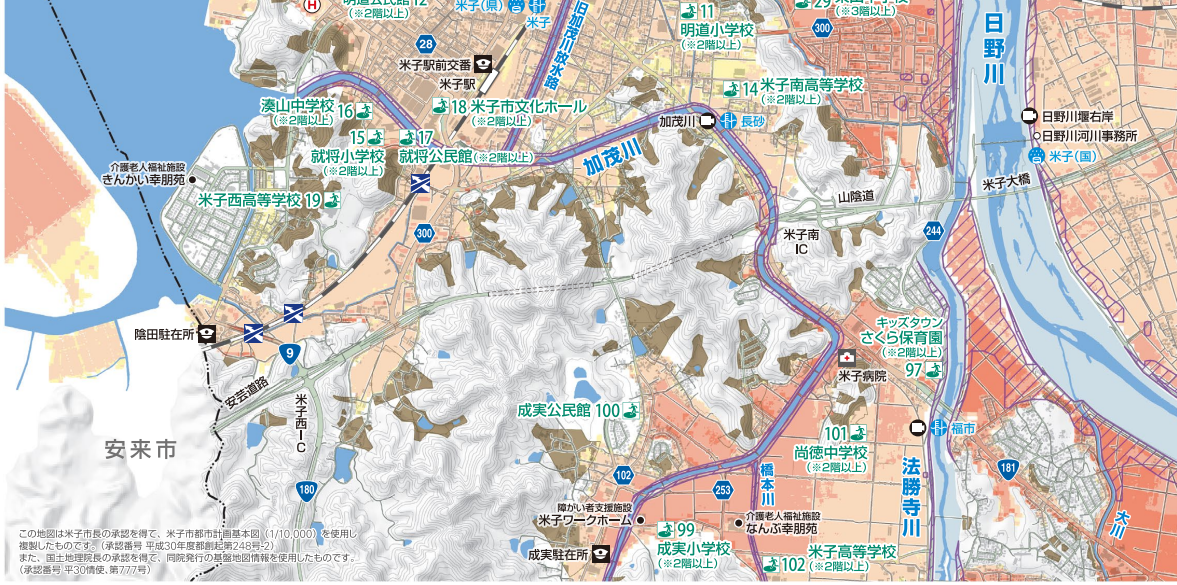 明道公民館 12
(※2階以上)
米子(県)
米子
旧加茂川放水路
11
明道小学校
(※2階以上)
29
(※3階以上)
300
日野川
28
米子駅前交番
米子駅
湊山中学校
(※2階以上)
16
18 米子市文化ホール
(※2階以上)
14 米子南高等学校
(※2階以上)
加茂川
長砂
日野川堰右岸
日野川河川事務所
米子(国)
15
就将小学校
(※2階以上)
17
就将公民館(※2階以上)
加茂川
介護老人福祉施設
きんかい幸朋苑
米子西高等学校 19
山陰道
米子大橋
300
米子南
IC
244
陰田駐在所
9
キッズタウン
さくら保育園
(※2階以上)
97
米子病院
安芸道路
米子西IC
成実公民館 100
101
尚徳中学校
(※2階以上)
福市
安来市
102
橋本川
法勝寺川
181
180
253
大川
障がい者支援施設
米子ワークホーム
介護老人福祉施設
なんぶ幸朋苑
99
成実小学校
(※2階以上)
成実駐在所
102 米子高等学校
(※2階以上)
この地図は米子市長の承認を得て、米子市都市計画基本図(1/10,000)を使用し
複製したものです。(承認番号 平成30年度都創起第248号-2)
また、国土地理院長の承認を得て、同院発行の基盤地図情報を使用したものです。
(承認番号 平30情使、第777号)